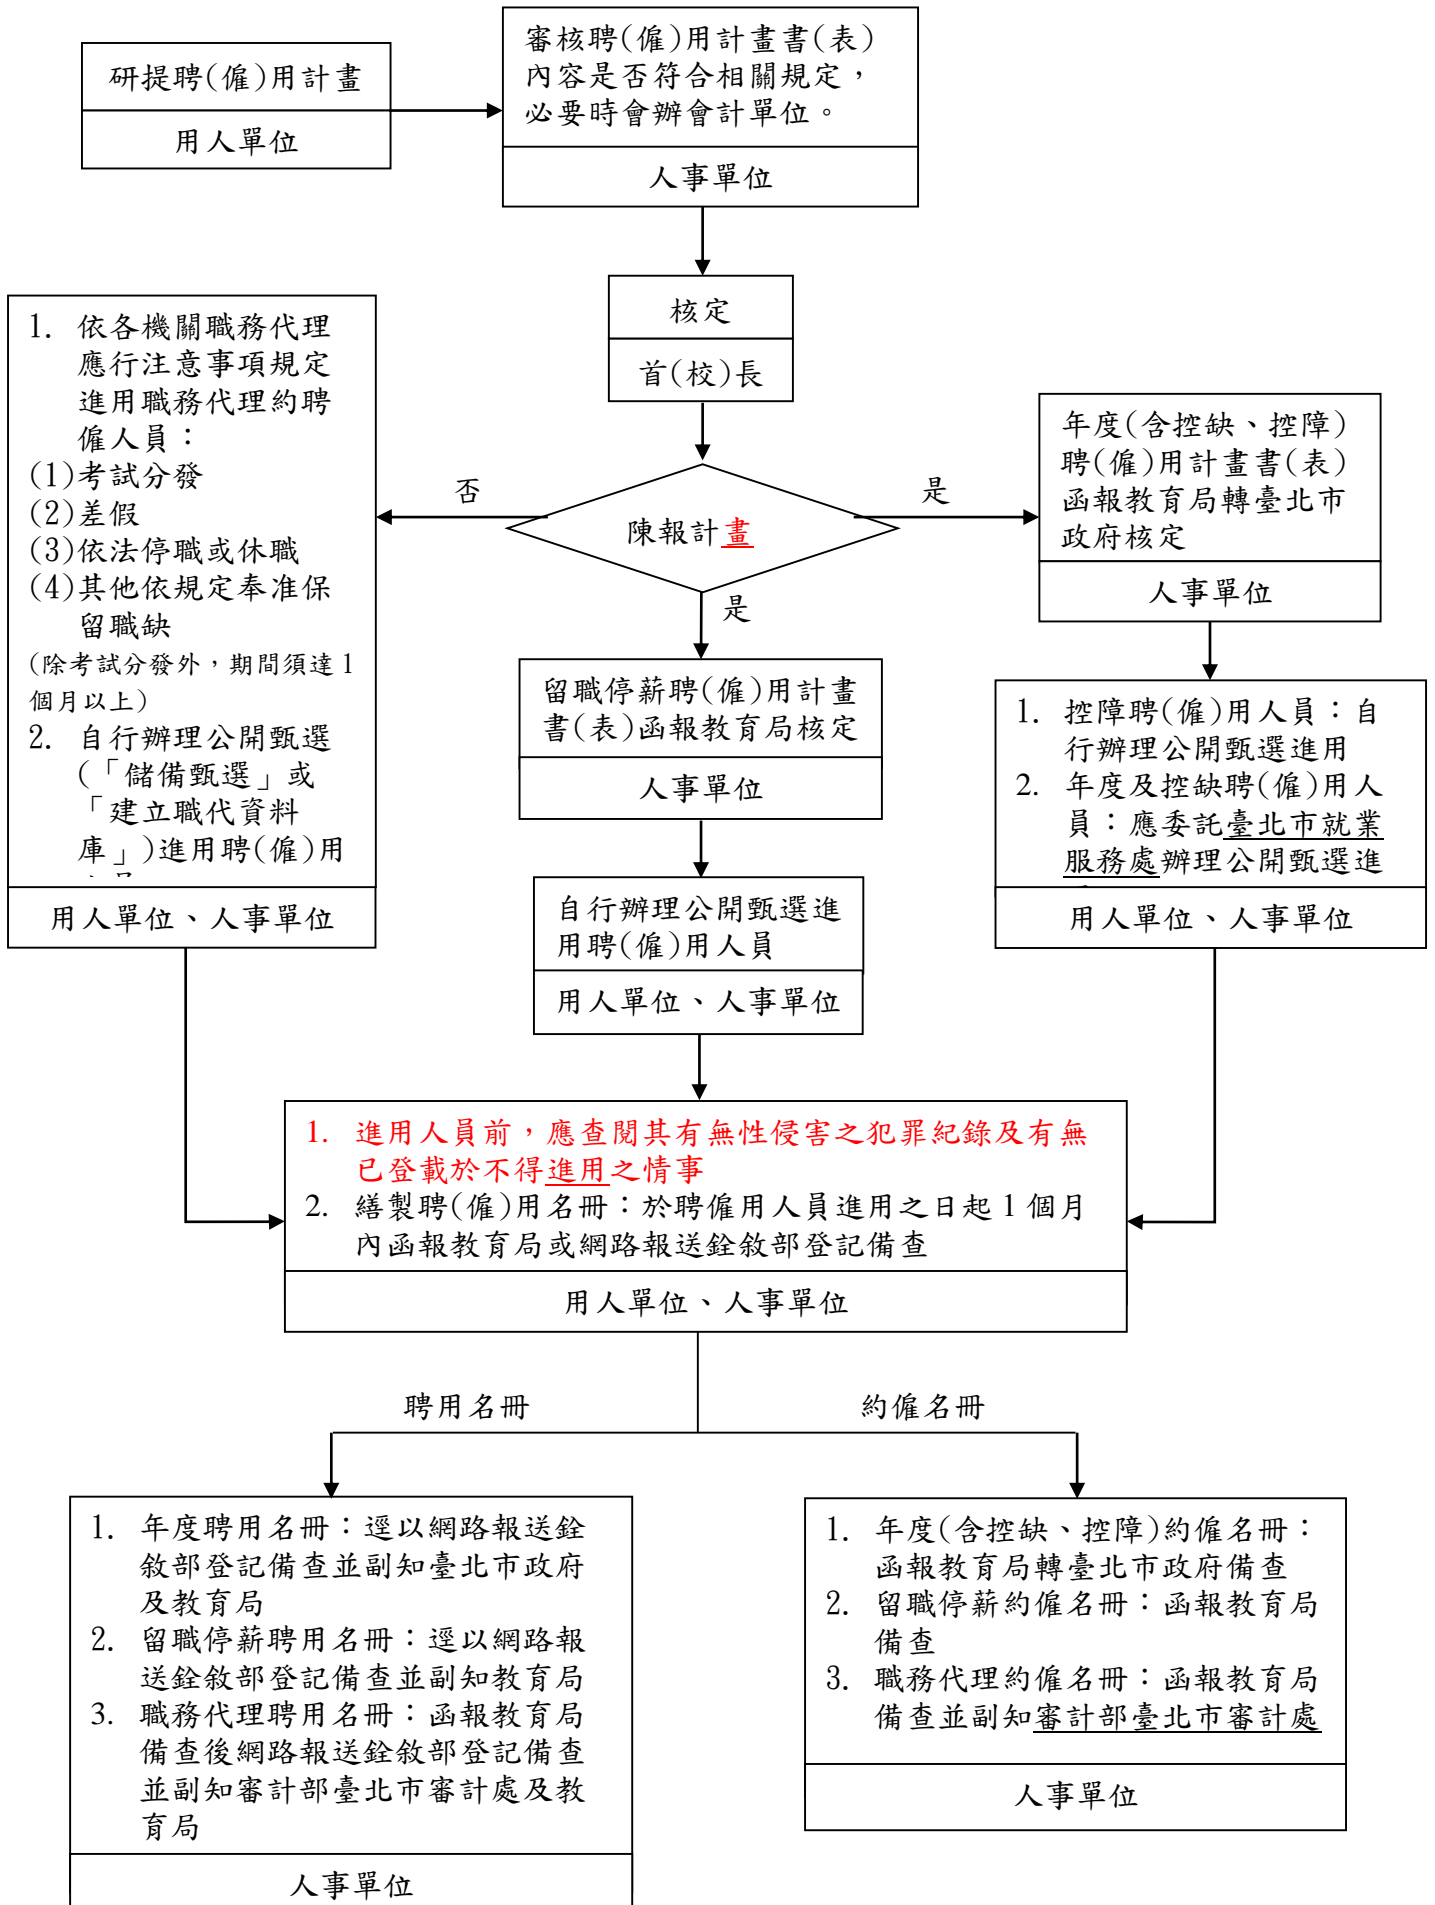 研提聘(僱)用計畫
用人單位
審核聘(僱)用計畫書(表)
內容是否符合相關規定，
必要時會辦會計單位。
人事單位
核定
首(校)長
陳報計畫
否
是
是
1. 依各機關職務代理
應行注意事項規定
進用職務代理約聘
僱人員：
(1)考試分發
(2)差假
(3)依法停職或休職
(4)其他依規定奉准保
留職缺
(除考試分發外，期間須達1
個月以上)
2. 自行辦理公開甄選
(「儲備甄選」或
「建立職代資料
庫」)進用聘(僱)用
用人單位、人事單位
留職停薪聘(僱)用計畫
書(表)函報教育局核定
人事單位
自行辦理公開甄選進
用聘(僱)用人員
用人單位、人事單位
年度(含控缺、控障)
聘(僱)用計畫書(表)
函報教育局轉臺北市
政府核定
人事單位
1. 控障聘(僱)用人員：自
行辦理公開甄選進用
2. 年度及控缺聘(僱)用人
員：應委託臺北市就業
服務處辦理公開甄選進
用人單位、人事單位
1. 進用人員前，應查閱其有無性侵害之犯罪紀錄及有無
已登載於不得進用之情事
2. 繕製聘(僱)用名冊：於聘僱用人員進用之日起1個月
內函報教育局或網路報送銓敘部登記備查
用人單位、人事單位
聘用名冊
約僱名冊
1. 年度聘用名冊：逕以網路報送銓
敘部登記備查並副知臺北市政府
及教育局
2. 留職停薪聘用名冊：逕以網路報
送銓敘部登記備查並副知教育局
3. 職務代理聘用名冊：函報教育局
備查後網路報送銓敘部登記備查
並副知審計部臺北市審計處及教
育局
人事單位
1. 年度(含控缺、控障)約僱名冊：
函報教育局轉臺北市政府備查
2. 留職停薪約僱名冊：函報教育局
備查
3. 職務代理約僱名冊：函報教育局
備查並副知審計部臺北市審計處
人事單位